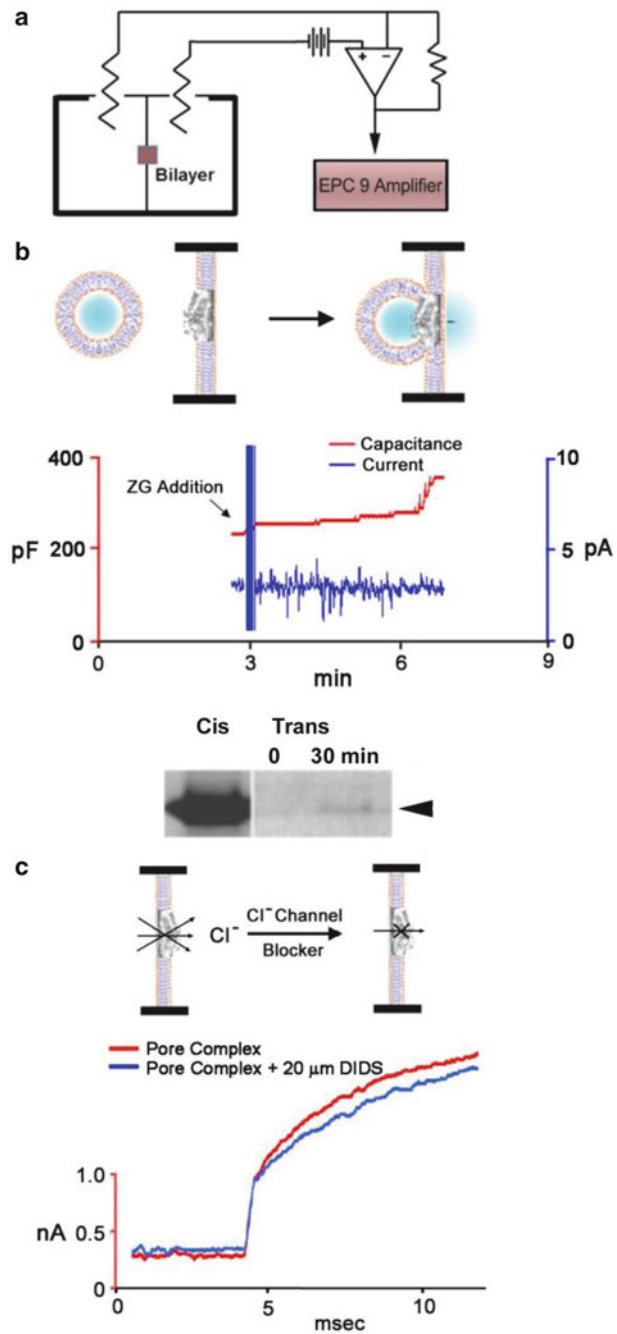 a
+ −
Bilayer
EPC 9 Amplifier
b
Capacitance
Current
400
ZG Addition
10
pF 200
5 pA
0
0
0 3 6 9
min
Cis Trans
0 30 min
c
Cl⁻ Cl⁻ Channel
Blocker
Pore Complex
Pore Complex + 20 μm DIDS
1.0
nA 0.5
0
0 5 10
msec